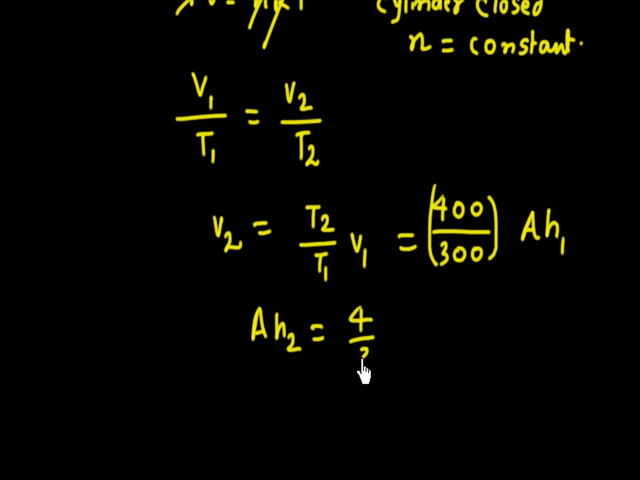 cylinder closed
n = constant.
V₁/T₁ = V₂/T₂
V₂ = T₂/T₁ V₁ = (400/300) Ah₁
Ah₂ = 4/